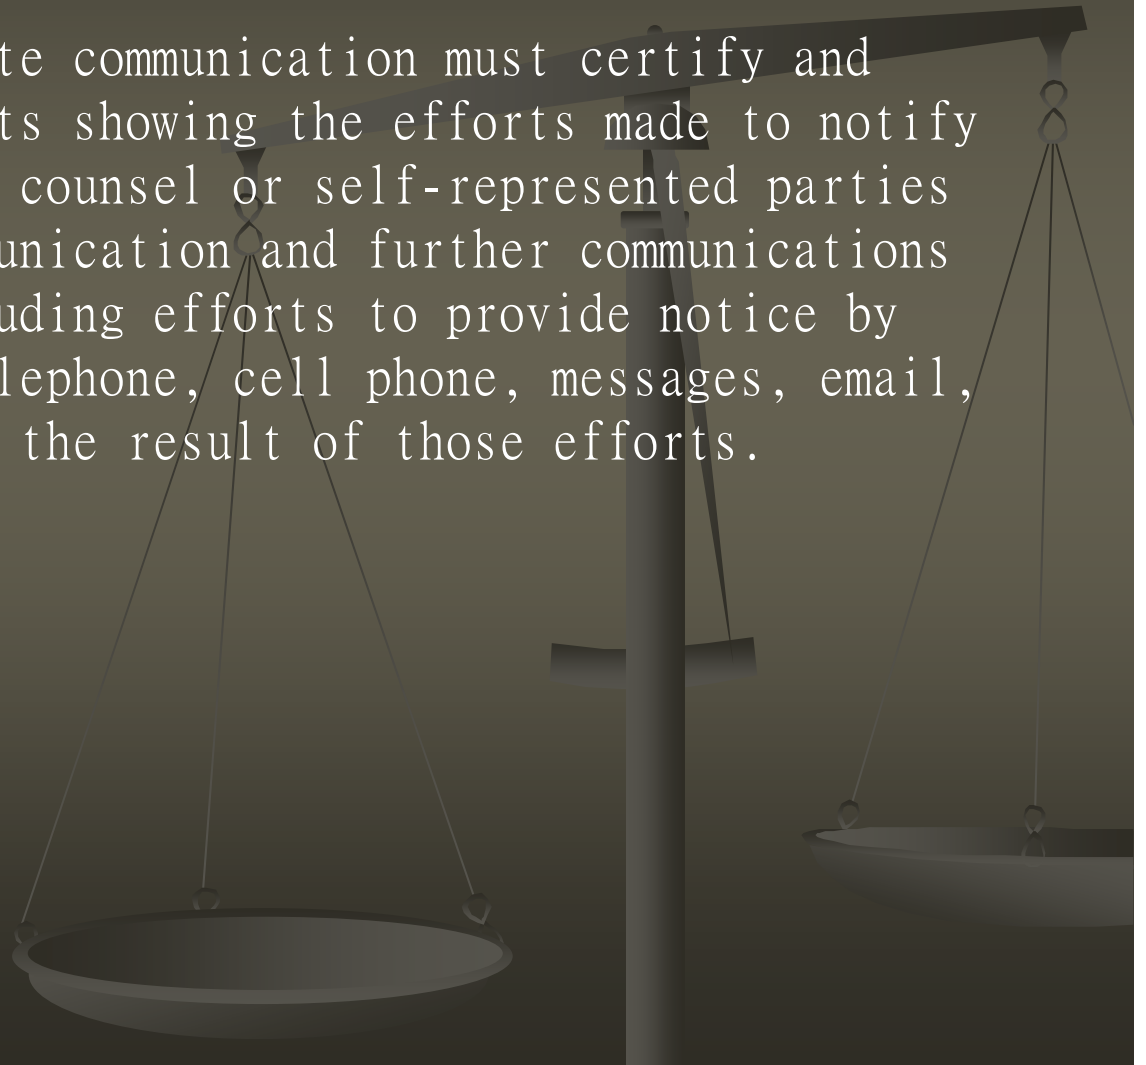 te communication must certify and
ts showing the efforts made to notify
counsel or self-represented parties
unication and further communications
uding efforts to provide notice by
lephone, cell phone, messages, email,
the result of those efforts.